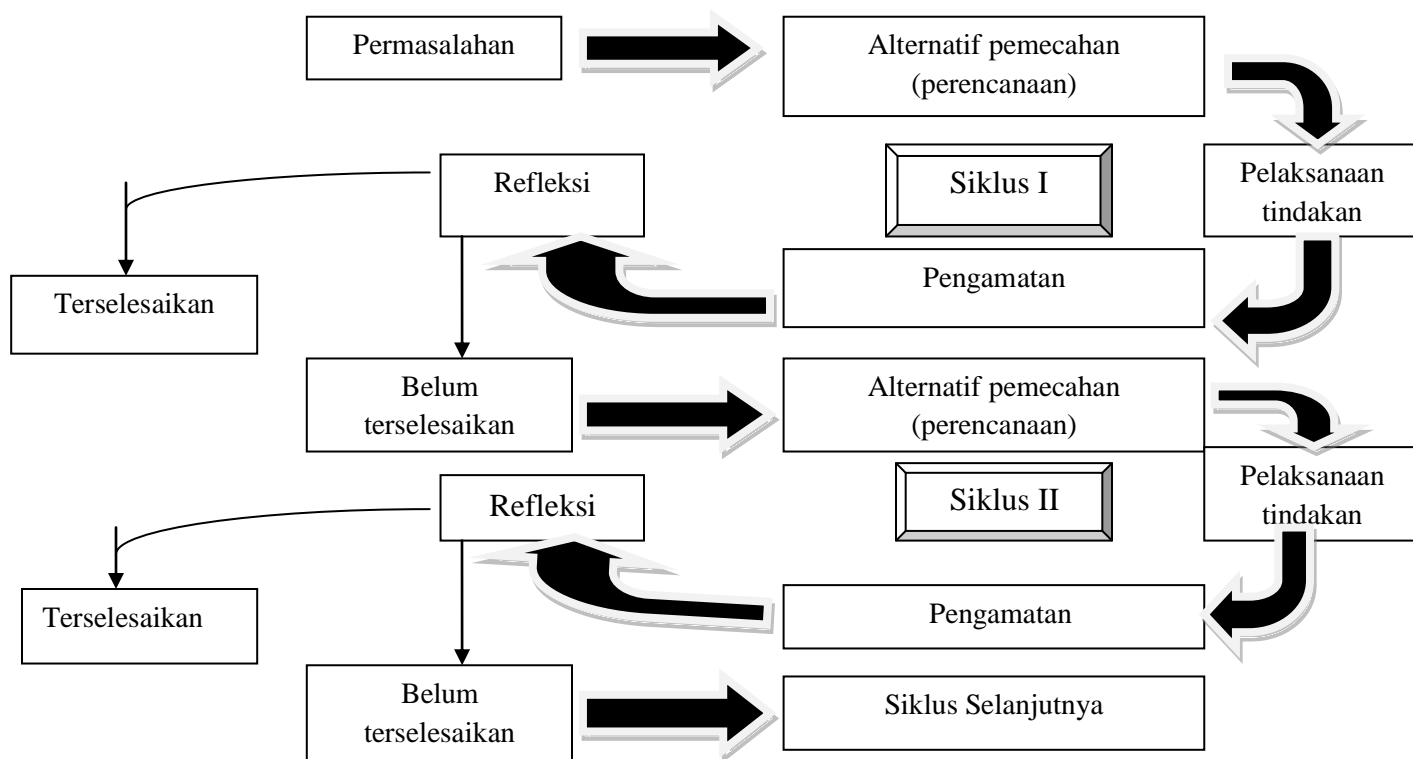 Permasalahan
Alternatif pemecahan
(perencanaan)
Refleksi
Siklus I
Pelaksanaan
tindakan
Terselesaikan
Pengamatan
Belum
terselesaikan
Alternatif pemecahan
(perencanaan)
Refleksi
Siklus II
Pelaksanaan
tindakan
Terselesaikan
Pengamatan
Belum
terselesaikan
Siklus Selanjutnya